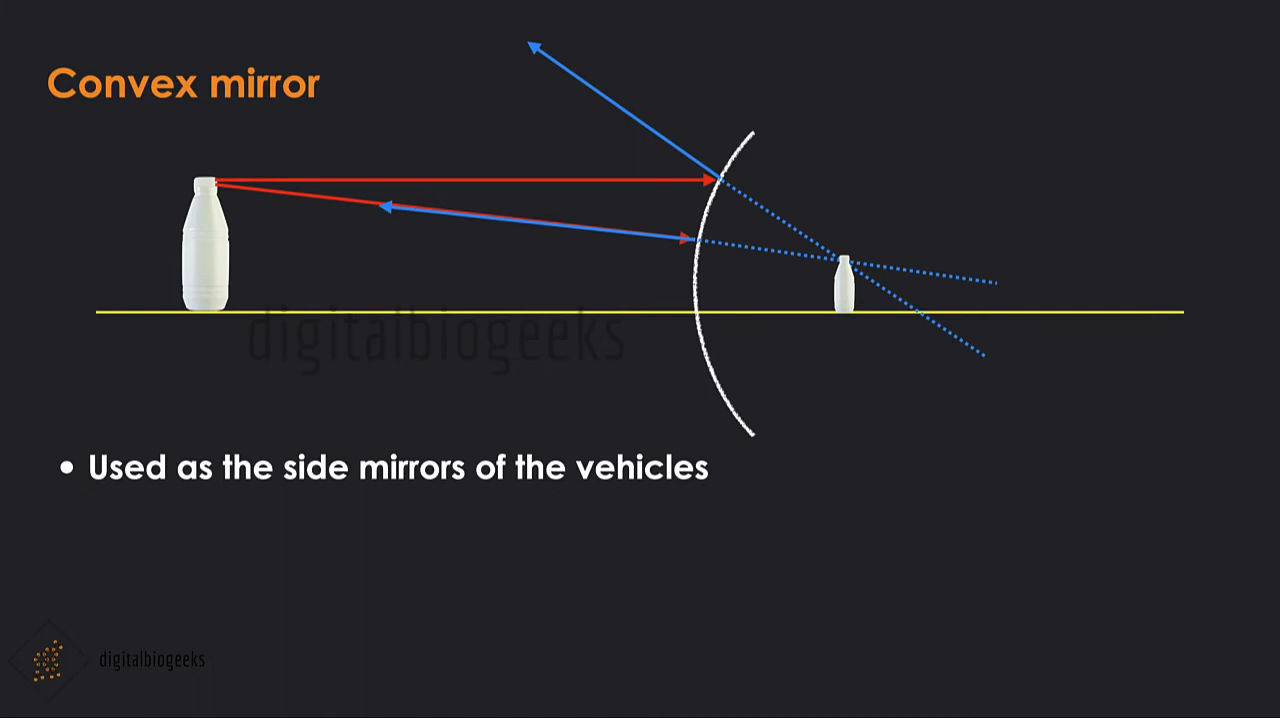 Convex mirror
digitalbiogeeks
• Used as the side mirrors of the vehicles
digitalbiogeeks